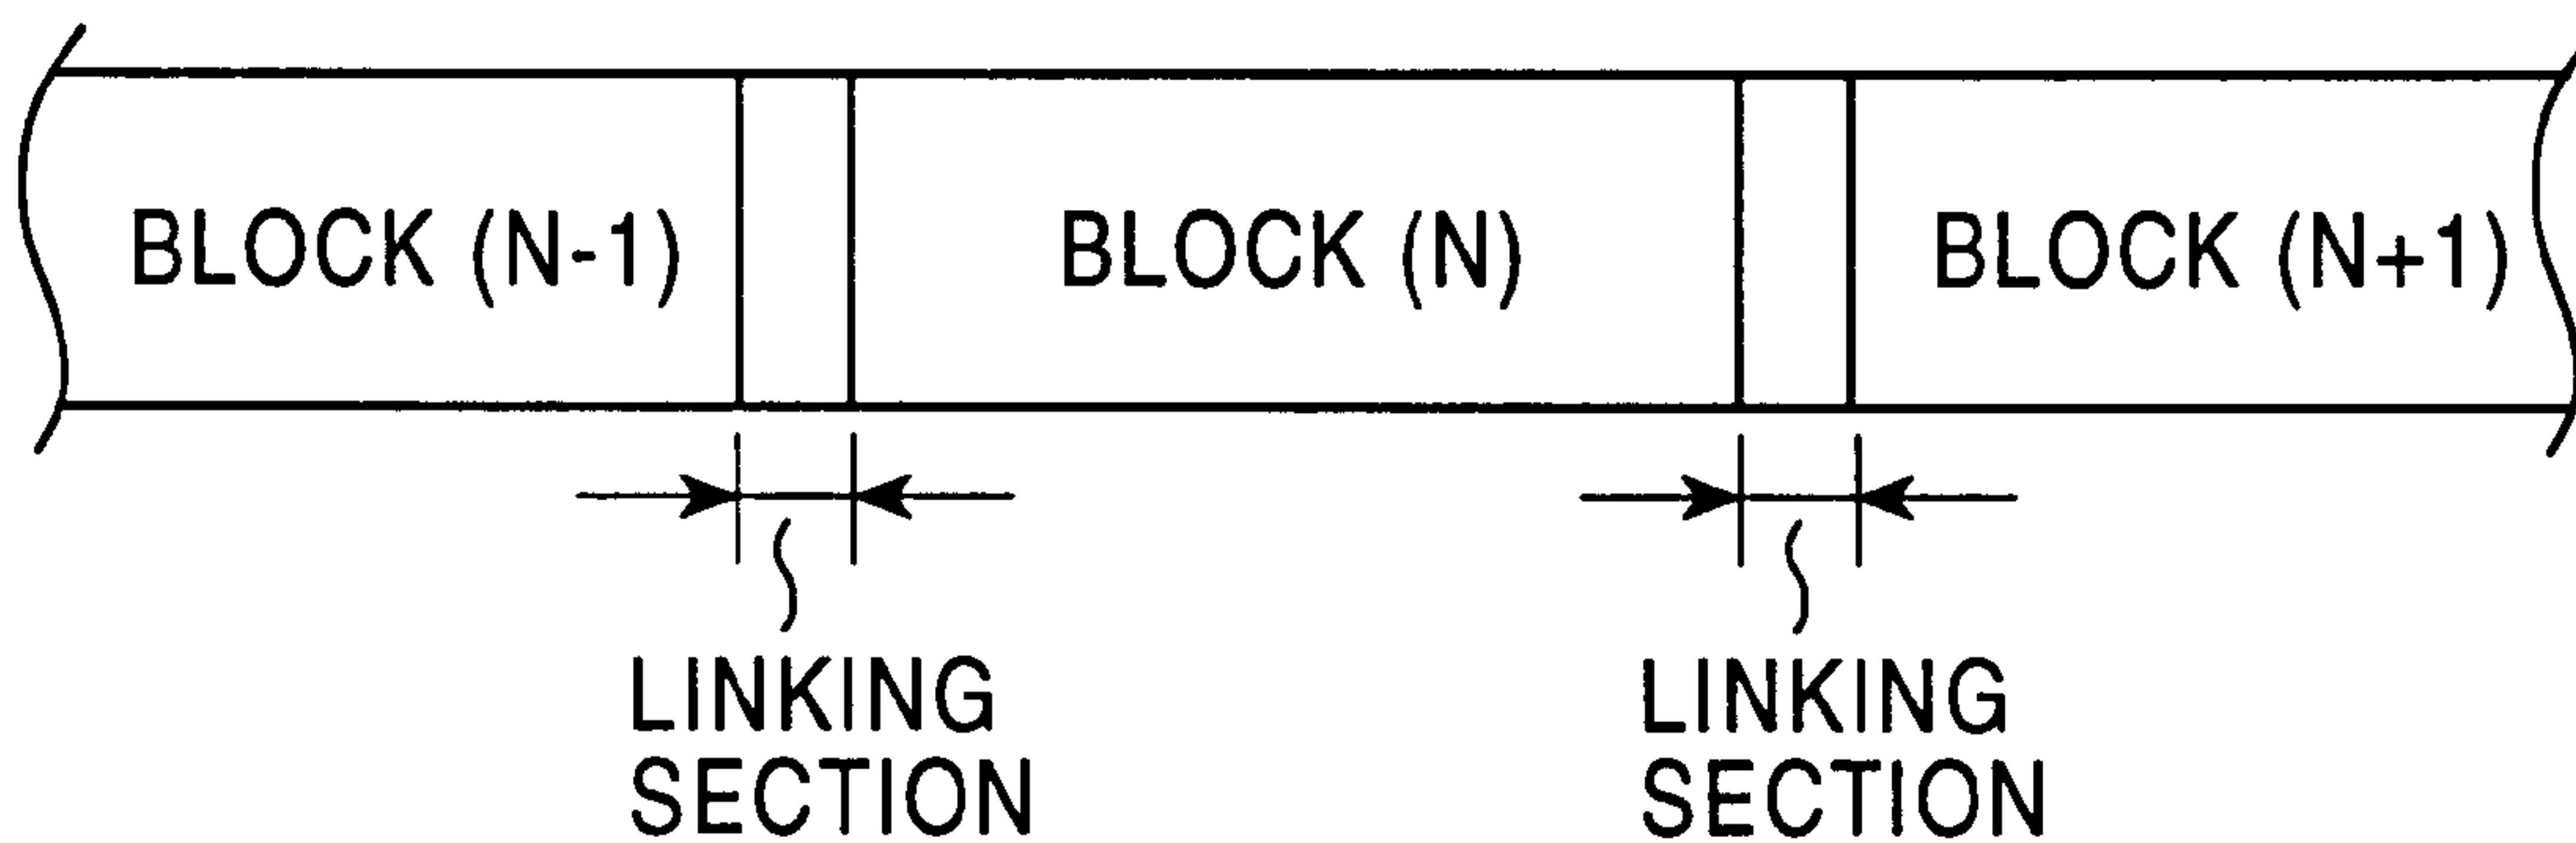 BLOCK (N-1)
BLOCK (N)
BLOCK (N+1)
LINKING
SECTION
LINKING
SECTION